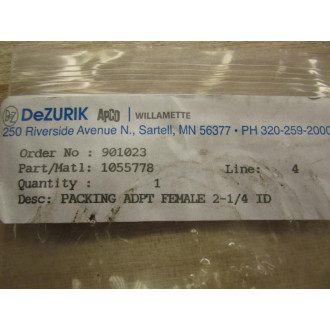 DZ DeZURIK APCO WILLAMETTE
250 Riverside Avenue N., Sartell, MN 56377 • PH 320-259-2000
Order No : 901023
Part/Matl: 1055778 Line: 4
Quantity : 1
Desc: PACKING ADPT FEMALE 2-1/4 ID